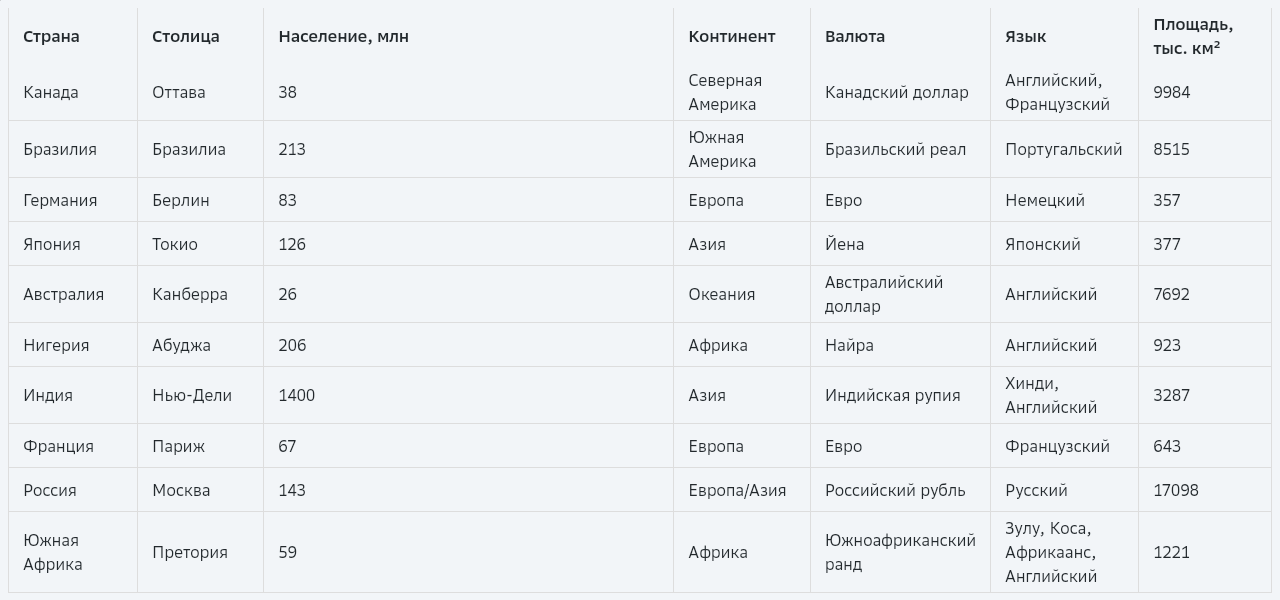 Страна Столица Население, млн Континент Валюта Язык Площадь,
тыс. км²
Канада Оттава 38 Северная
Америка Канадский доллар Английский,
Французский 9984
Бразилия Бразилиа 213 Южная
Америка Бразильский реал Португальский 8515
Германия Берлин 83 Европа Евро Немецкий 357
Япония Токио 126 Азия Йена Японский 377
Австралия Канберра 26 Океания Австралийский
доллар Английский 7692
Нигерия Абуджа 206 Африка Найра Английский 923
Индия Нью-Дели 1400 Азия Индийская рупия Хинди,
Английский 3287
Франция Париж 67 Европа Евро Французский 643
Россия Москва 143 Европа/Азия Российский рубль Русский 17098
Южная
Африка Претория 59 Африка Южноафриканский
ранд Зулу, Коса,
Африкаанс,
Английский 1221